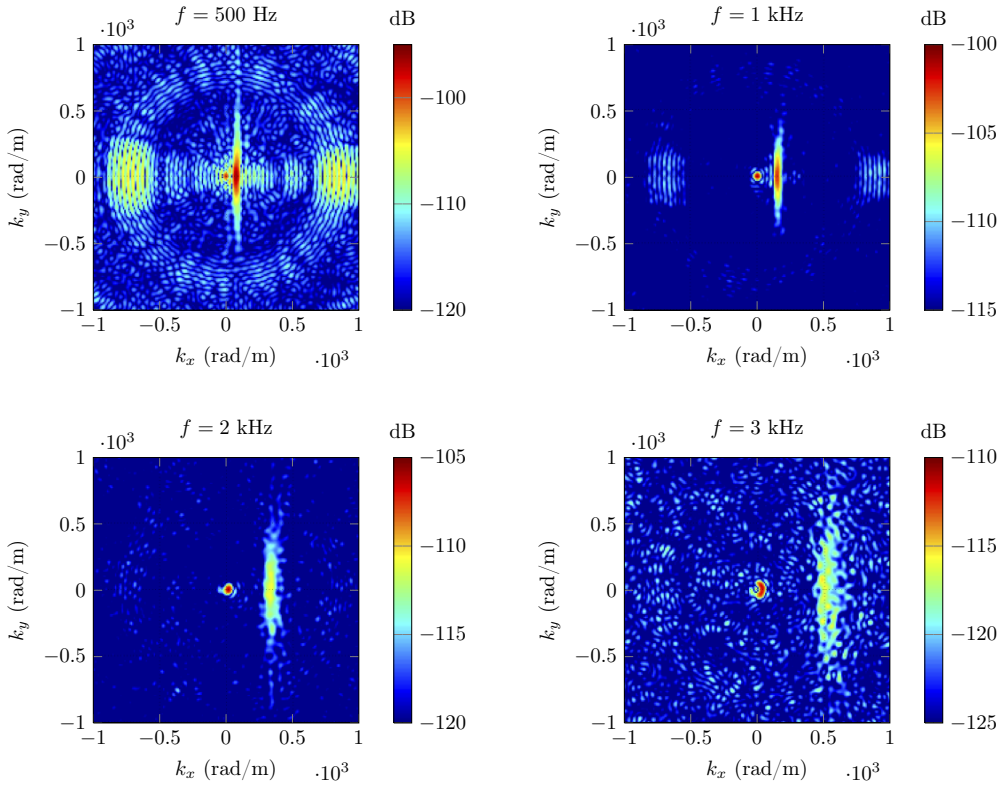 f = 500 Hz
·10³
dB
1
0.5
0
−0.5
−1
−100
−110
−120
−1 −0.5 0 0.5 1
·10³
k_x (rad/m)
k_y (rad/m)
f = 1 kHz
·10³
dB
1
0.5
0
−0.5
−1
−100
−105
−110
−115
−1 −0.5 0 0.5 1
·10³
k_x (rad/m)
k_y (rad/m)
f = 2 kHz
·10³
dB
1
0.5
0
−0.5
−1
−105
−110
−115
−120
−1 −0.5 0 0.5 1
·10³
k_x (rad/m)
k_y (rad/m)
f = 3 kHz
·10³
dB
1
0.5
0
−0.5
−1
−110
−115
−120
−125
−1 −0.5 0 0.5 1
·10³
k_x (rad/m)
k_y (rad/m)